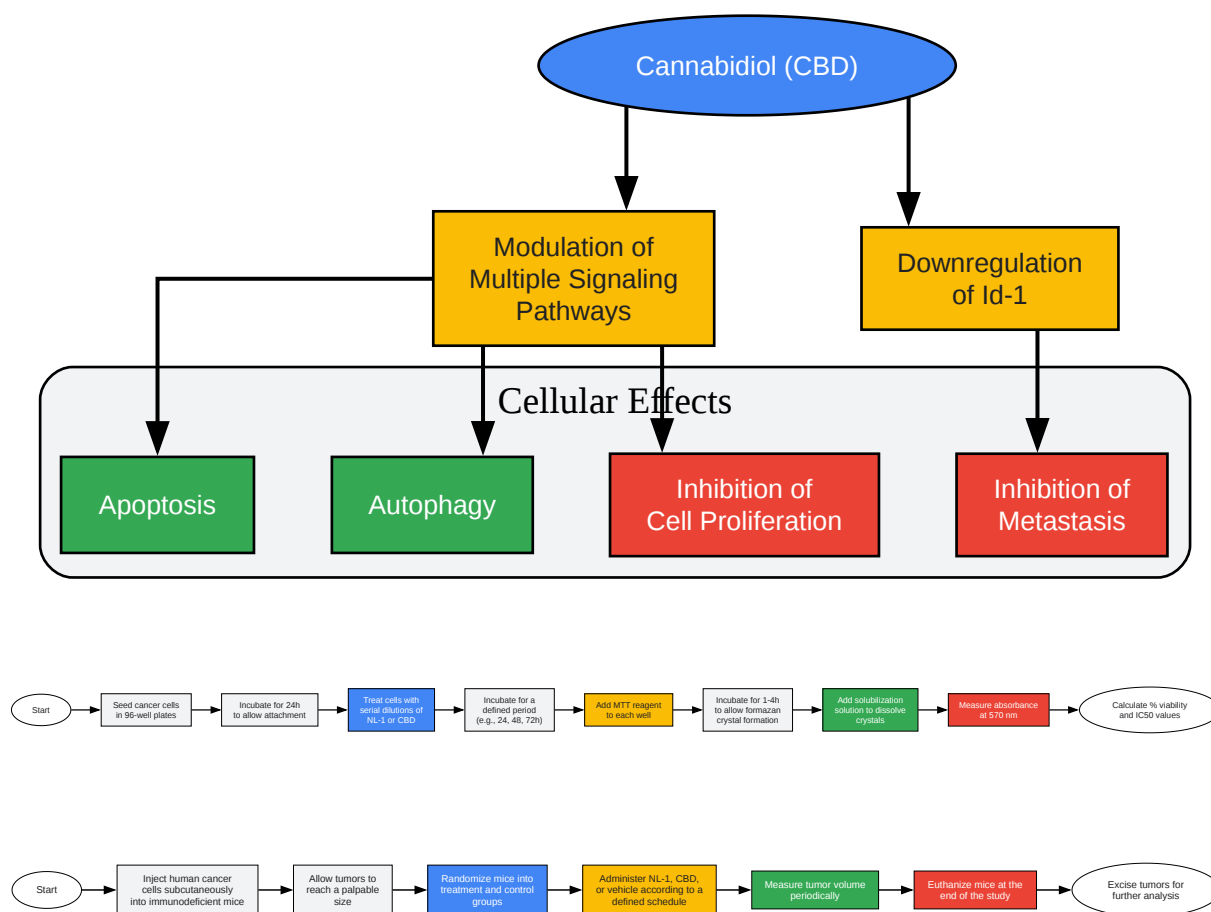 Cannabidiol (CBD)
Modulation of
Multiple Signaling
Pathways
Downregulation
of Id-1
Cellular Effects
Apoptosis
Autophagy
Inhibition of
Cell Proliferation
Inhibition of
Metastasis
Start
Seed cancer cells
in 96-well plates
Incubate for 24h
to allow attachment
Treat cells with
serial dilutions of
NL-1 or CBD
Incubate for a
defined period
(e.g., 24, 48, 72h)
Add MTT reagent
to each well
Incubate for 1-4h
to allow formazan
crystal formation
Add solubilization
solution to dissolve
crystals
Measure absorbance
at 570 nm
Calculate % viability
and IC50 values
Start
Inject human cancer
cells subcutaneously
into immunodeficient mice
Allow tumors to
reach a palpable
size
Randomize mice into
treatment and control
groups
Administer NL-1, CBD,
or vehicle according to a
defined schedule
Measure tumor volume
periodically
Euthanize mice at the
end of the study
Excise tumors for
further analysis